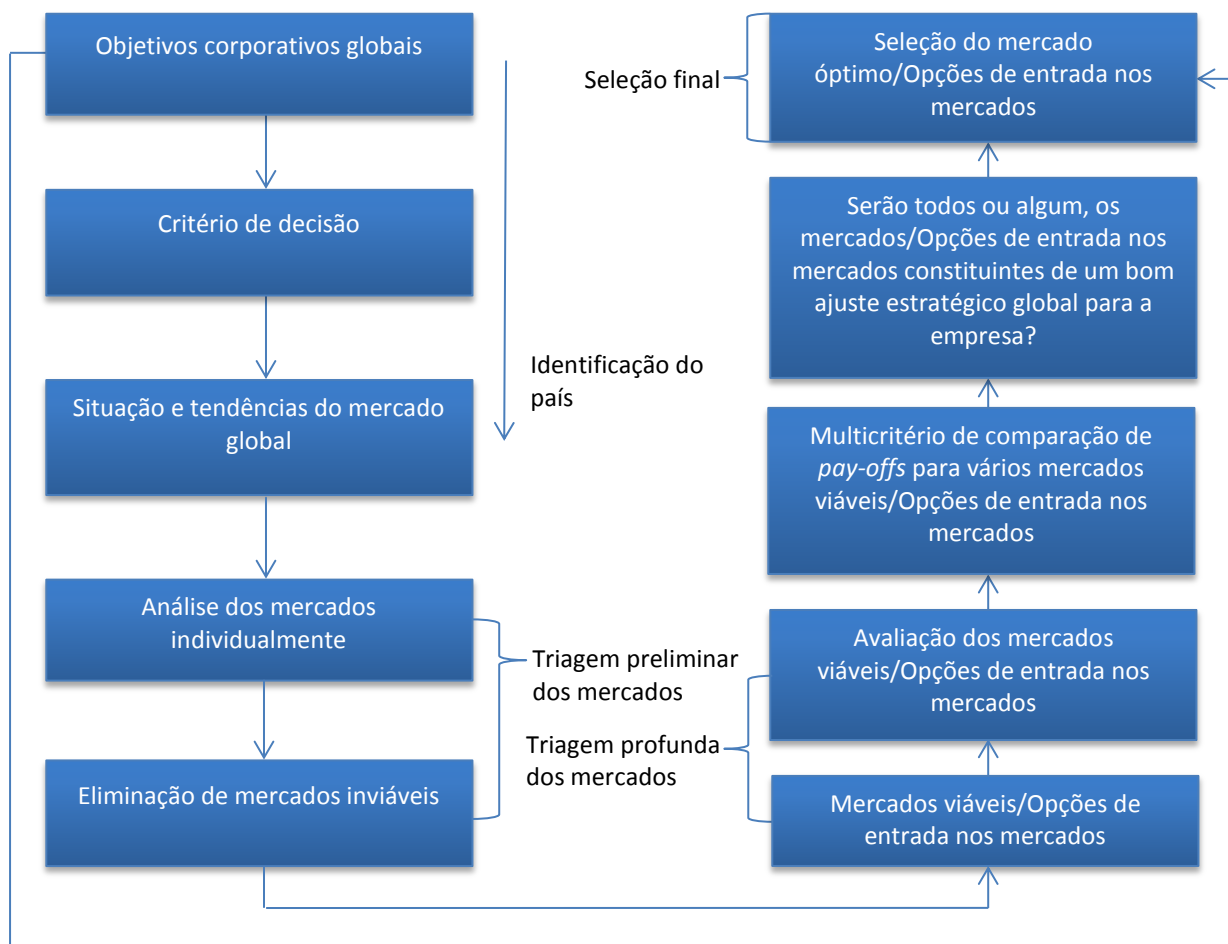 Objetivos corporativos globais
Critério de decisão
Situação e tendências do mercado
global
Identificação do
país
Análise dos mercados
individualmente
Eliminação de mercados inviáveis
Triagem preliminar
dos mercados
Triagem profunda
dos mercados
Mercados viáveis/Opções de
entrada nos mercados
Avaliação dos mercados
viáveis/Opções de entrada nos
mercados
Multicritério de comparação de
pay-offs para vários mercados
viáveis/Opções de entrada nos
mercados
Serão todos ou algum, os
mercados/Opções de entrada nos
mercados constituintes de um bom
ajuste estratégico global para a
empresa?
Seleção final
Seleção do mercado
óptimo/Opções de entrada nos
mercados